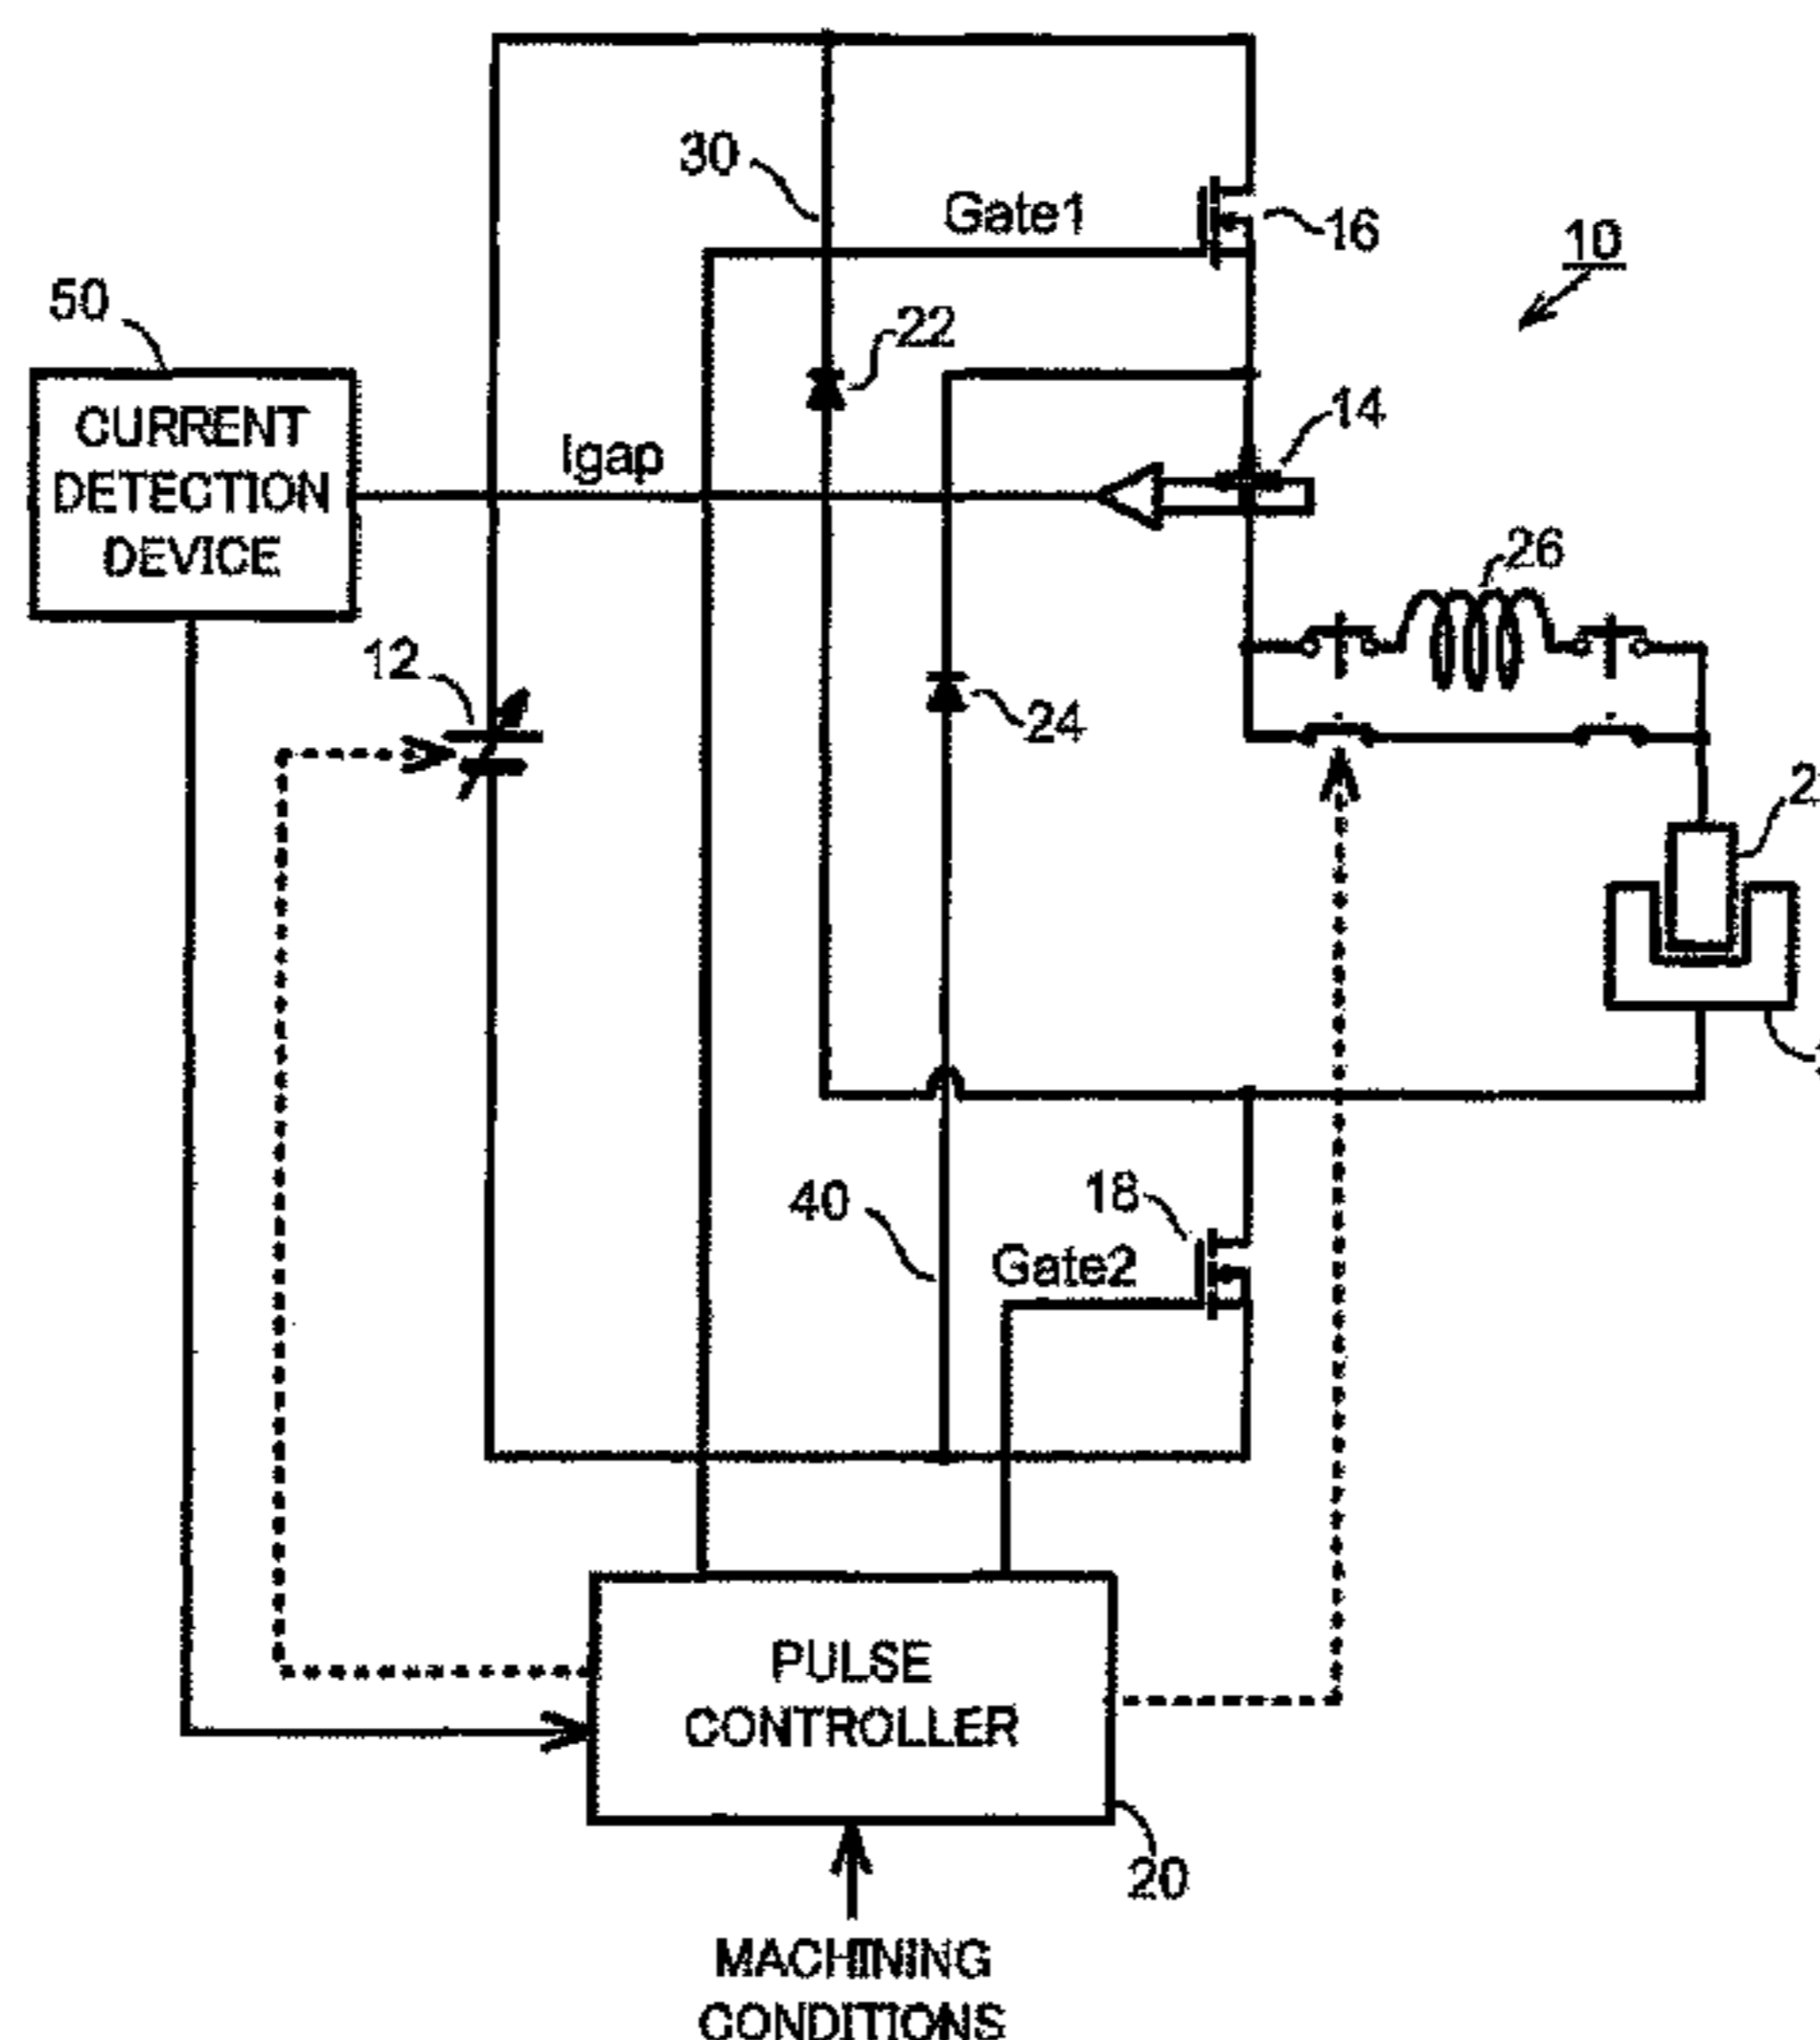 30
Gate1
16
10
50
22
CURRENT
DETECTION
DEVICE
Igap
14
26
12
24
40
18
Gate2
PULSE
CONTROLLER
20
MACHINING
CONDITIONS